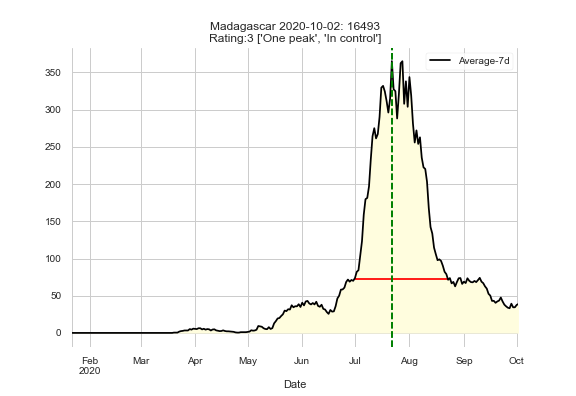 Madagascar 2020-10-02: 16493
Rating:3 ['One peak', 'In control']
Average-7d
350
300
250
200
150
100
50
0
Feb Mar Apr May Jun Jul Aug Sep Oct
2020
Date